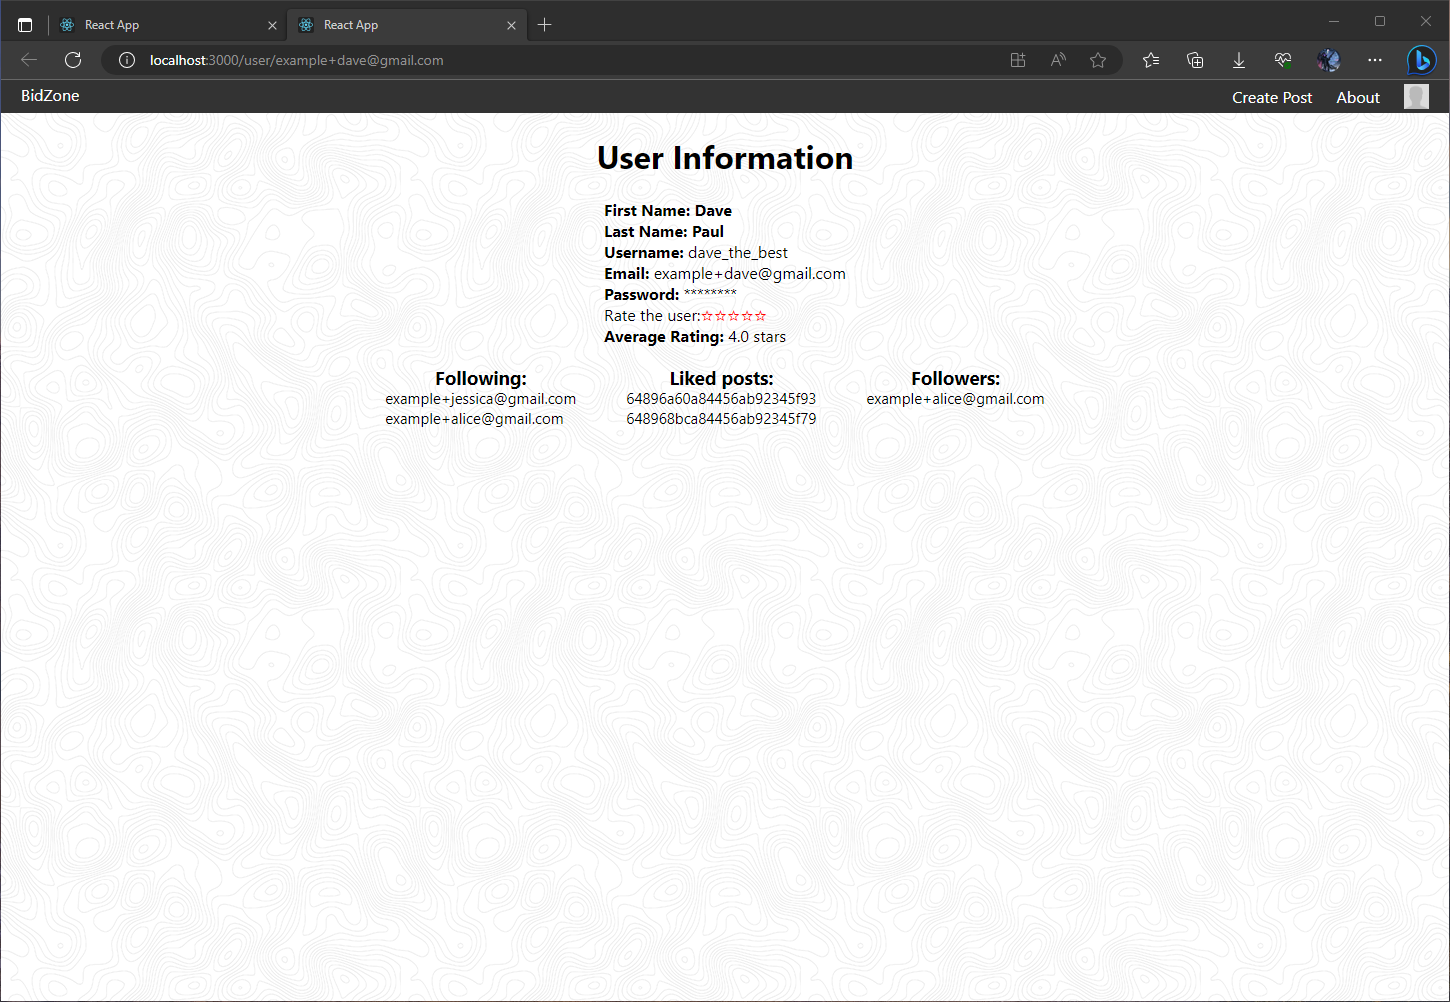 React App
React App
localhost:3000/user/example+dave@gmail.com
BidZone
Create Post
About
User Information
First Name: Dave
Last Name: Paul
Username: dave_the_best
Email: example+dave@gmail.com
Password: ********
Rate the user:☆☆☆☆☆
Average Rating: 4.0 stars
Following:
example+jessica@gmail.com
example+alice@gmail.com
Liked posts:
64896a60a84456ab92345f93
648968bca84456ab92345f79
Followers:
example+alice@gmail.com